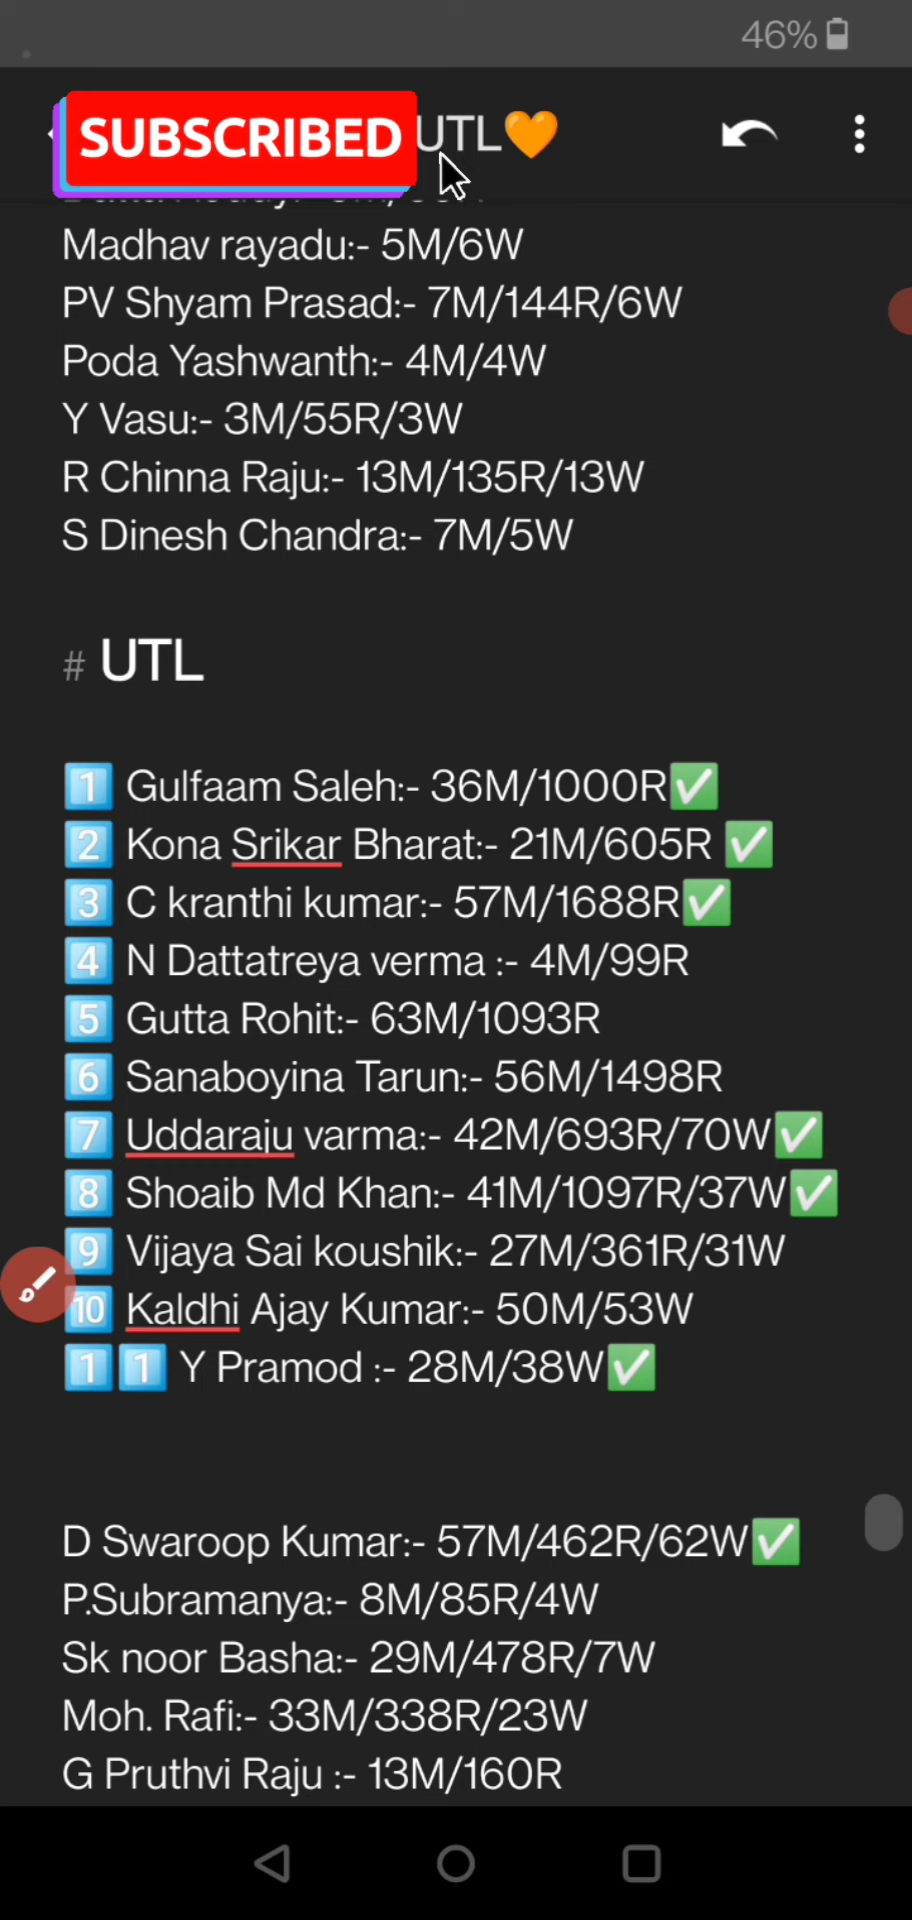 46%
SUBSCRIBED UTL🧡
Madhav rayadu:- 5M/6W
PV Shyam Prasad:- 7M/144R/6W
Poda Yashwanth:- 4M/4W
Y Vasu:- 3M/55R/3W
R Chinna Raju:- 13M/135R/13W
S Dinesh Chandra:- 7M/5W
# UTL
1️⃣ Gulfaam Saleh:- 36M/1000R✅
2️⃣ Kona Srikar Bharat:- 21M/605R ✅
3️⃣ C kranthi kumar:- 57M/1688R✅
4️⃣ N Dattatreya verma :- 4M/99R
5️⃣ Gutta Rohit:- 63M/1093R
6️⃣ Sanaboyina Tarun:- 56M/1498R
7️⃣ Uddaraju varma:- 42M/693R/70W✅
8️⃣ Shoaib Md Khan:- 41M/1097R/37W✅
9️⃣ Vijaya Sai koushik:- 27M/361R/31W
🔟 Kaldhi Ajay Kumar:- 50M/53W
1️⃣1️⃣ Y Pramod :- 28M/38W✅
D Swaroop Kumar:- 57M/462R/62W✅
P.Subramanya:- 8M/85R/4W
Sk noor Basha:- 29M/478R/7W
Moh. Rafi:- 33M/338R/23W
G Pruthvi Raju :- 13M/160R